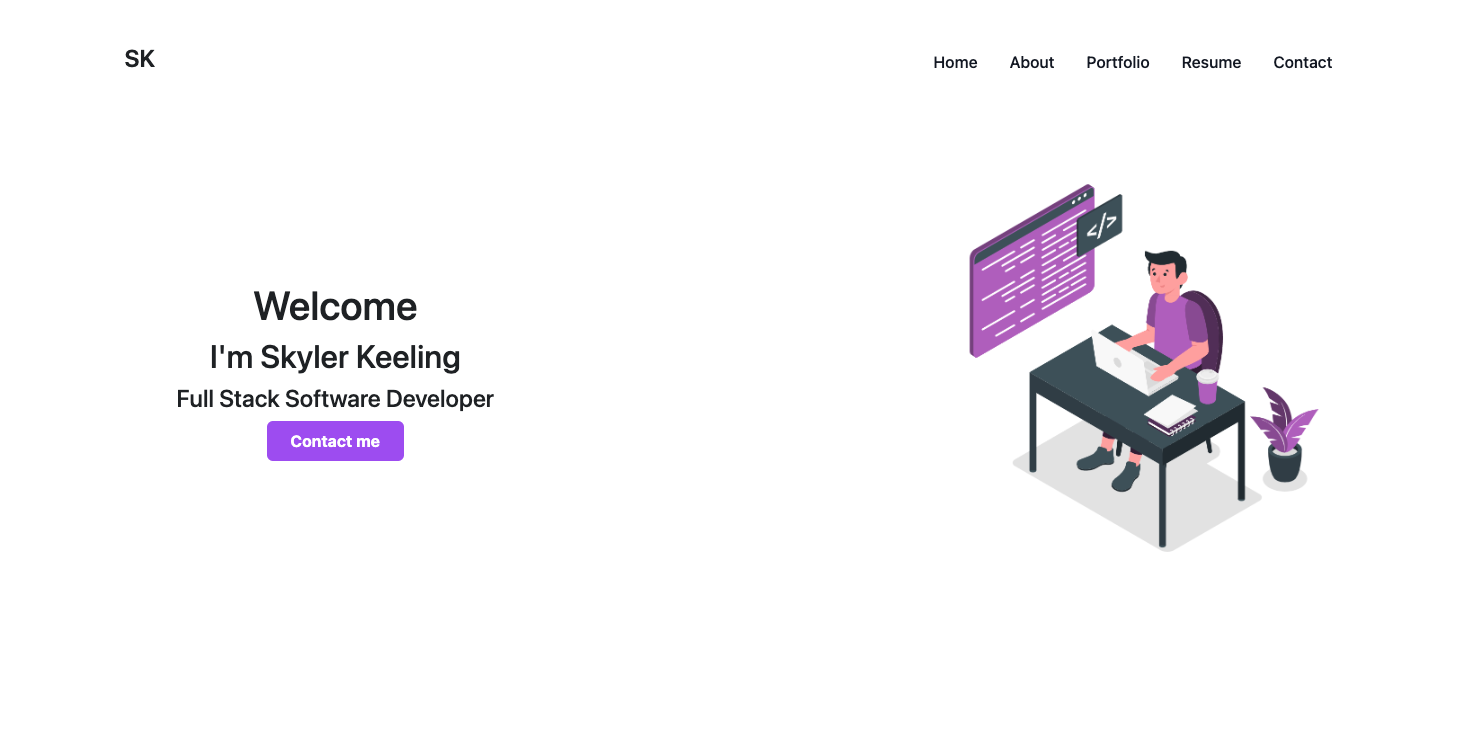 SK
Home About Portfolio Resume Contact
</>
Welcome
I'm Skyler Keeling
Full Stack Software Developer
Contact me